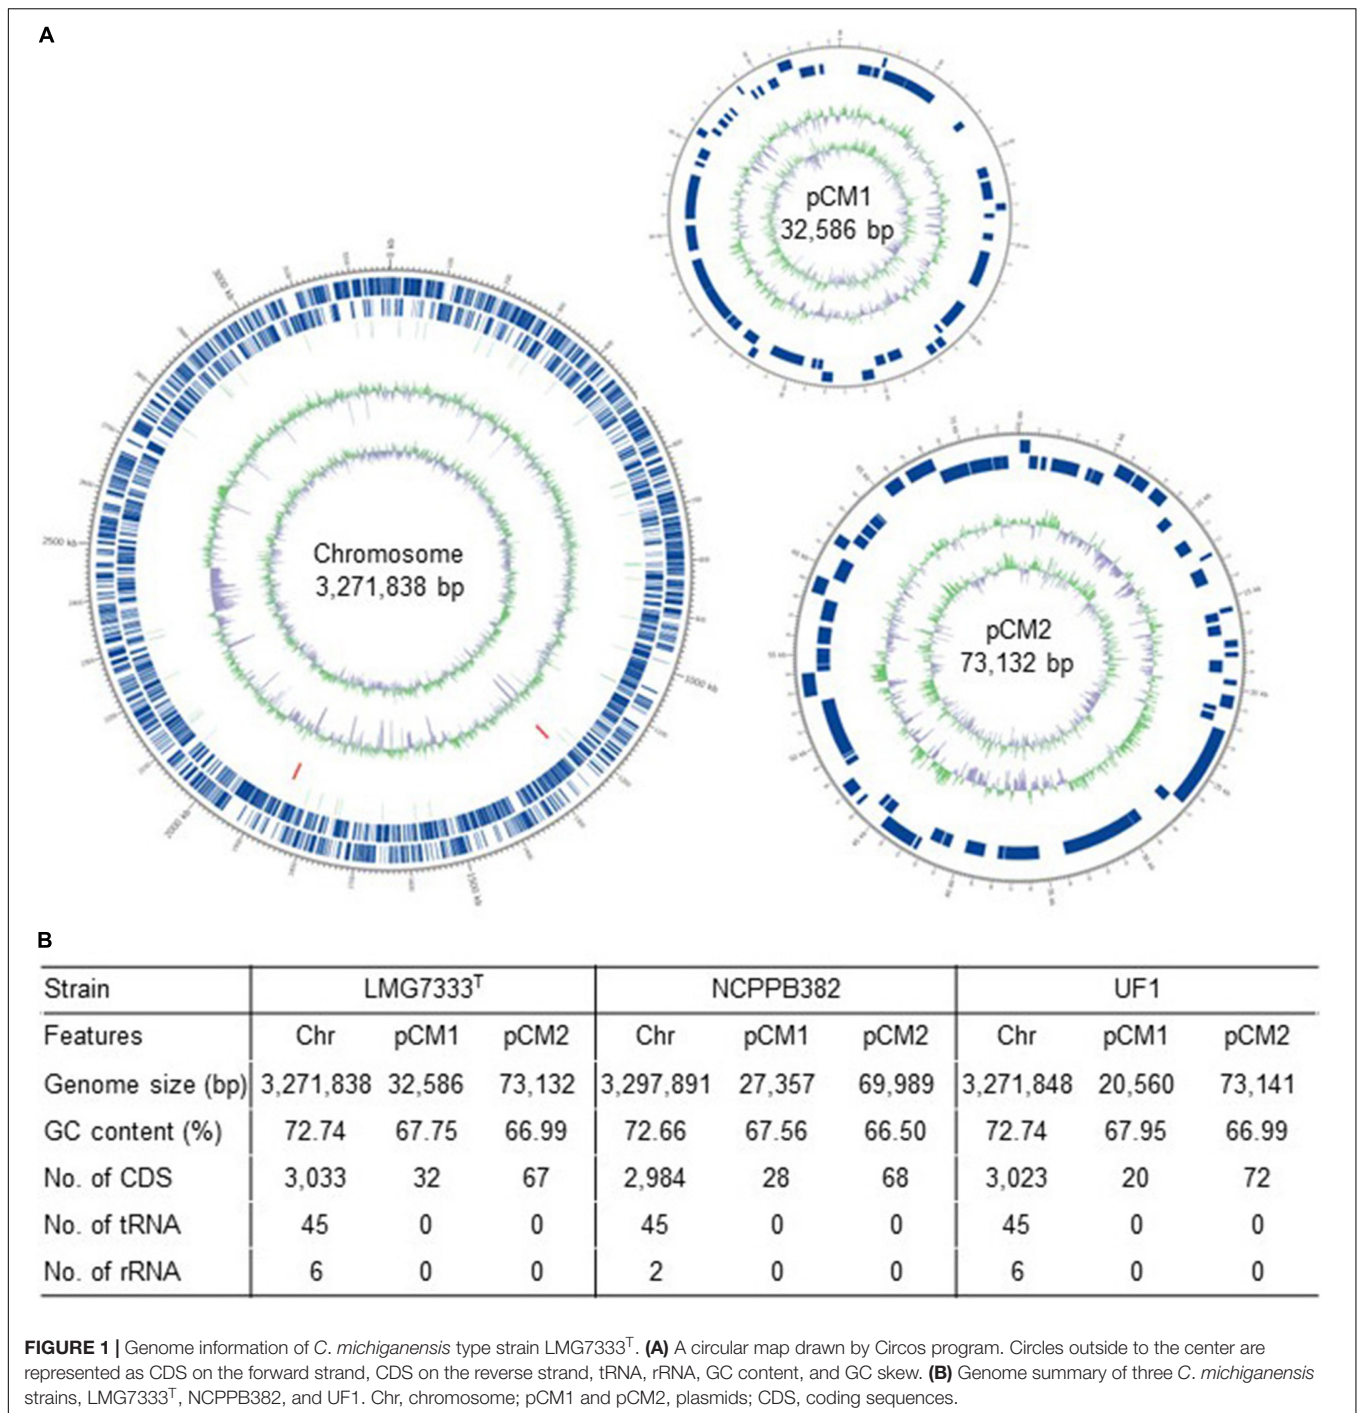 A
pCM1
32,586 bp
0 kb
3000 kb
2500 kb
Chromosome
3,271,838 bp
1000 kb
2000 kb
1500 kb
pCM2
73,132 bp
B
Strain LMG7333T NCPPB382 UF1
Features Chr pCM1 pCM2 Chr pCM1 pCM2 Chr pCM1 pCM2
Genome size (bp) 3,271,838 32,586 73,132 3,297,891 27,357 69,989 3,271,848 20,560 73,141
GC content (%) 72.74 67.75 66.99 72.66 67.56 66.50 72.74 67.95 66.99
No. of CDS 3,033 32 67 2,984 28 68 3,023 20 72
No. of tRNA 45 0 0 45 0 0 45 0 0
No. of rRNA 6 0 0 2 0 0 6 0 0
FIGURE 1 | Genome information of C. michiganensis type strain LMG7333T. (A) A circular map drawn by Circos program. Circles outside to the center are
represented as CDS on the forward strand, CDS on the reverse strand, tRNA, rRNA, GC content, and GC skew. (B) Genome summary of three C. michiganensis
strains, LMG7333T, NCPPB382, and UF1. Chr, chromosome; pCM1 and pCM2, plasmids; CDS, coding sequences.